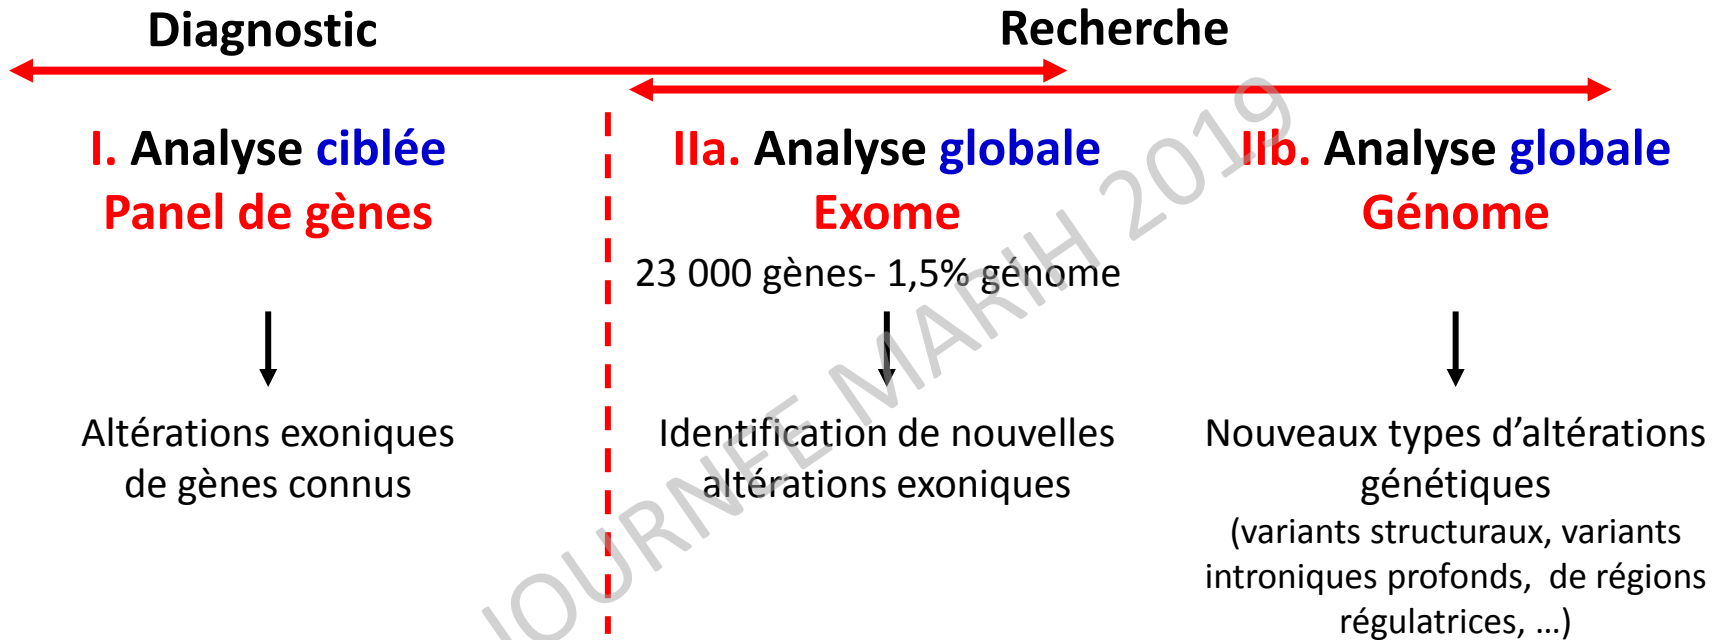 Diagnostic
Recherche
I. Analyse ciblée
Panel de gènes
Altérations exoniques
de gènes connus
IIa. Analyse globale
Exome
23 000 gènes- 1,5% génome
Identification de nouvelles
altérations exoniques
IIb. Analyse globale
Génome
Nouveaux types d’altérations
génétiques
(variants structuraux, variants
introniques profonds, de régions
régulatrices, …)
JOURNEE MARIH 2019